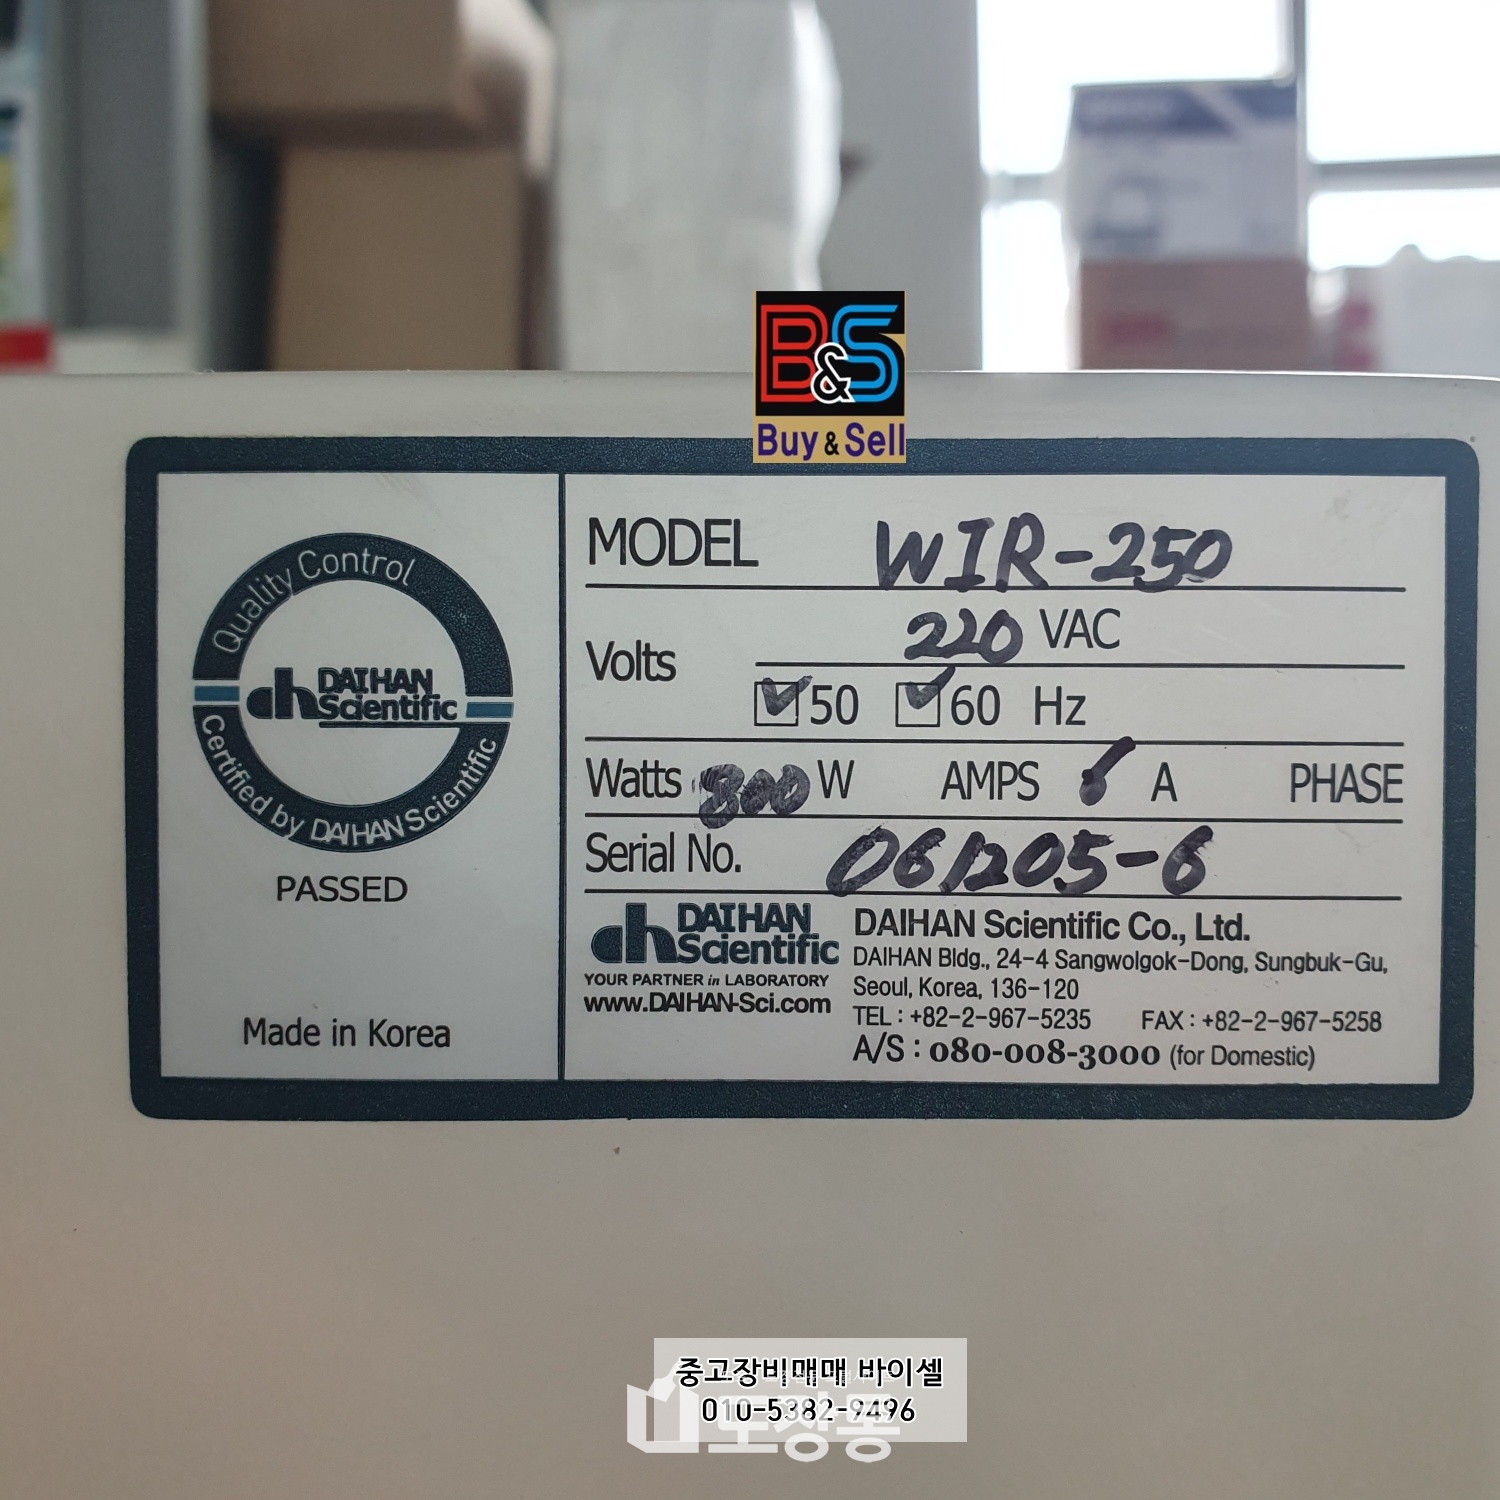 B&S
Buy & Sell
Quality Control
dh DAIHAN
Scientific
Certified by DAIHAN Scientific
PASSED
Made in Korea
MODEL WIR-250
Volts 220 VAC
50 60 Hz
Watts 800 W AMPS 6 A PHASE
Serial No. 061205-6
dh DAIHAN
Scientific
YOUR PARTNER in LABORATORY
www.DAIHAN-Sci.com
DAIHAN Scientific Co., Ltd.
DAIHAN Bldg., 24-4 Sangwolgok-Dong, Sungbuk-Gu,
Seoul, Korea, 136-120
TEL : +82-2-967-5235 FAX : +82-2-967-5258
A/S : 080-008-3000 (for Domestic)
중고장비매매 바이셀
010-5382-9496